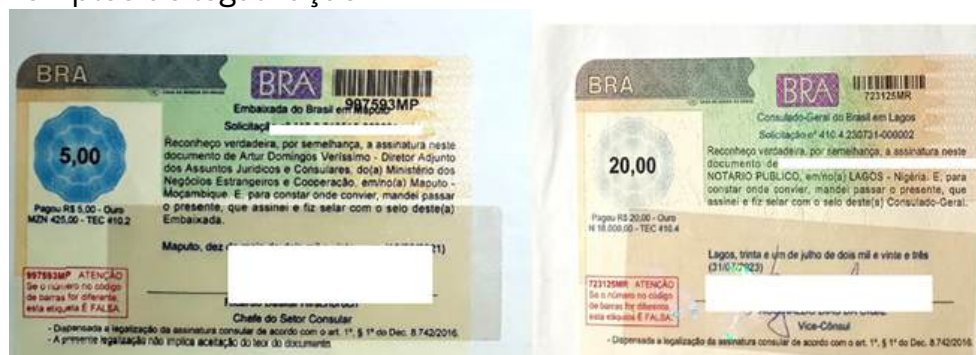 BRA
BRA
997593MP
Embaixada do Brasil em Maputo
5,00
Reconheço verdadeira, por semelhança, a assinatura neste
documento de Artur Domingos Veríssimo - Diretor Adjunto
dos Assuntos Jurídicos e Consulares, do(a) Ministério dos
Negócios Estrangeiros e Cooperação, em/no(a) Maputo -
Moçambique. E, para constar onde convier, mandei passar
o presente, que assinei e fiz selar com o selo deste(a)
Embaixada.
Pagou R$ 5,00 - Ouro
MZN 425,00 - TEC 410.2
Maputo, dez de
997593MP ATENÇÃO
Se o número no código
de barras for diferente,
esta etiqueta É FALSA.
Chefe do Setor Consular
- Dispensada a legalização da assinatura consular de acordo com o art. 1º, § 1º do Dec. 8.742/2016.
- A presente legalização não implica aceitação do teor do documento.
BRA
BRA
723125MR
Consulado-Geral do Brasil em Lagos
Solicitação nº 410.4.230731-000002
20,00
Reconheço verdadeira, por semelhança, a assinatura neste
documento de
NOTARIO PUBLICO, em/no(a) LAGOS - Nigéria. E, para
constar onde convier, mandei passar o presente, que
assinei e fiz selar com o selo deste(a) Consulado-Geral.
Pagou R$ 20,00 - Ouro
N 18.000,00 - TEC 410.4
Lagos, trinta e um de julho de dois mil e vinte e três
(31/07/2023)
723125MR ATENÇÃO
Se o número no código
de barras for diferente,
esta etiqueta É FALSA.
Vice-Cônsul
- Dispensada a legalização da assinatura consular de acordo com o art. 1º, § 1º do Dec. 8.742/2016.